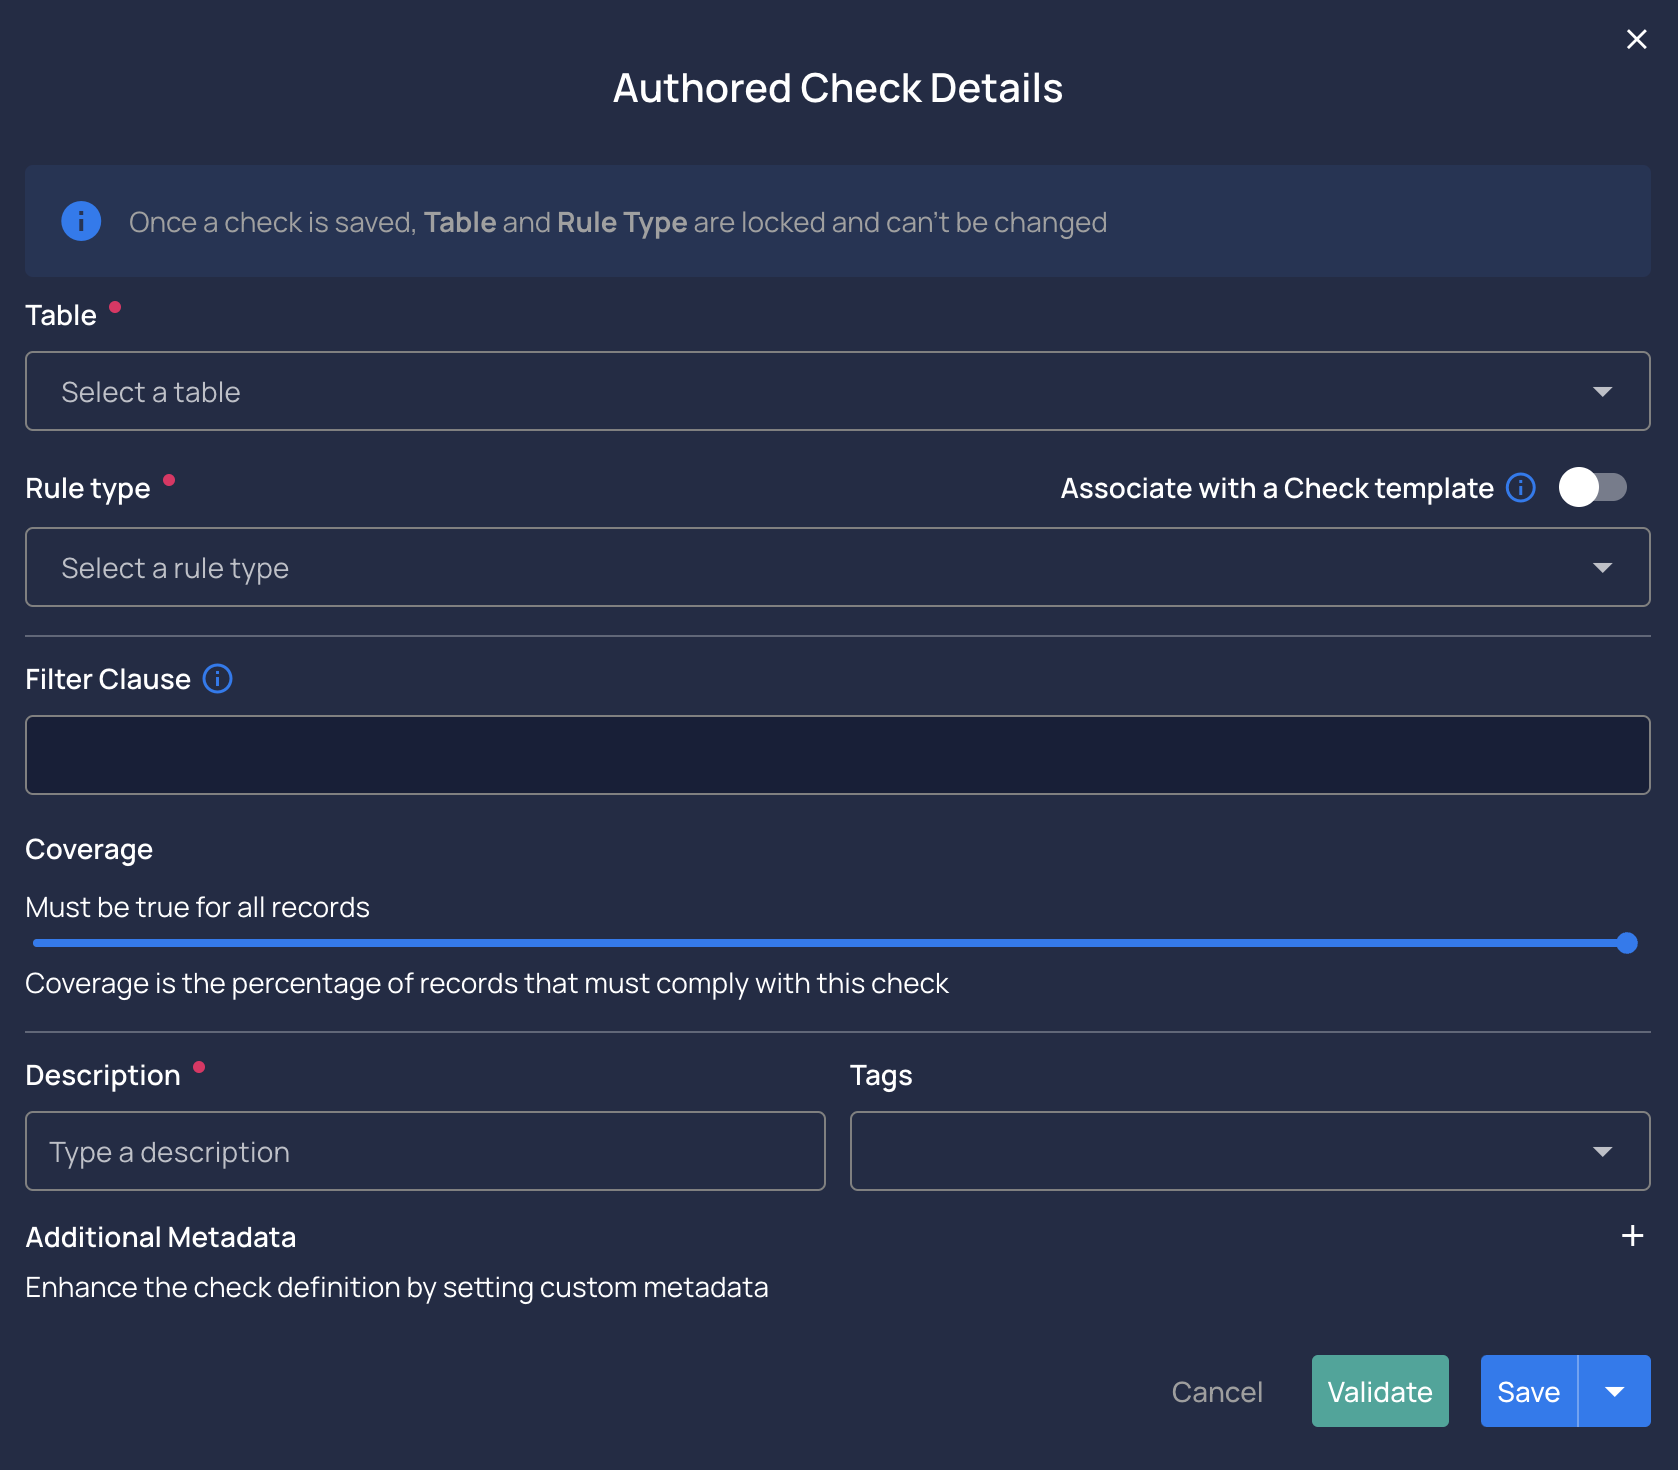 Authored Check Details
Once a check is saved, Table and Rule Type are locked and can't be changed
Table
Select a table
Rule type
Associate with a Check template
Select a rule type
Filter Clause
Coverage
Must be true for all records
Coverage is the percentage of records that must comply with this check
Description
Tags
Type a description
Additional Metadata
Enhance the check definition by setting custom metadata
Cancel
Validate
Save